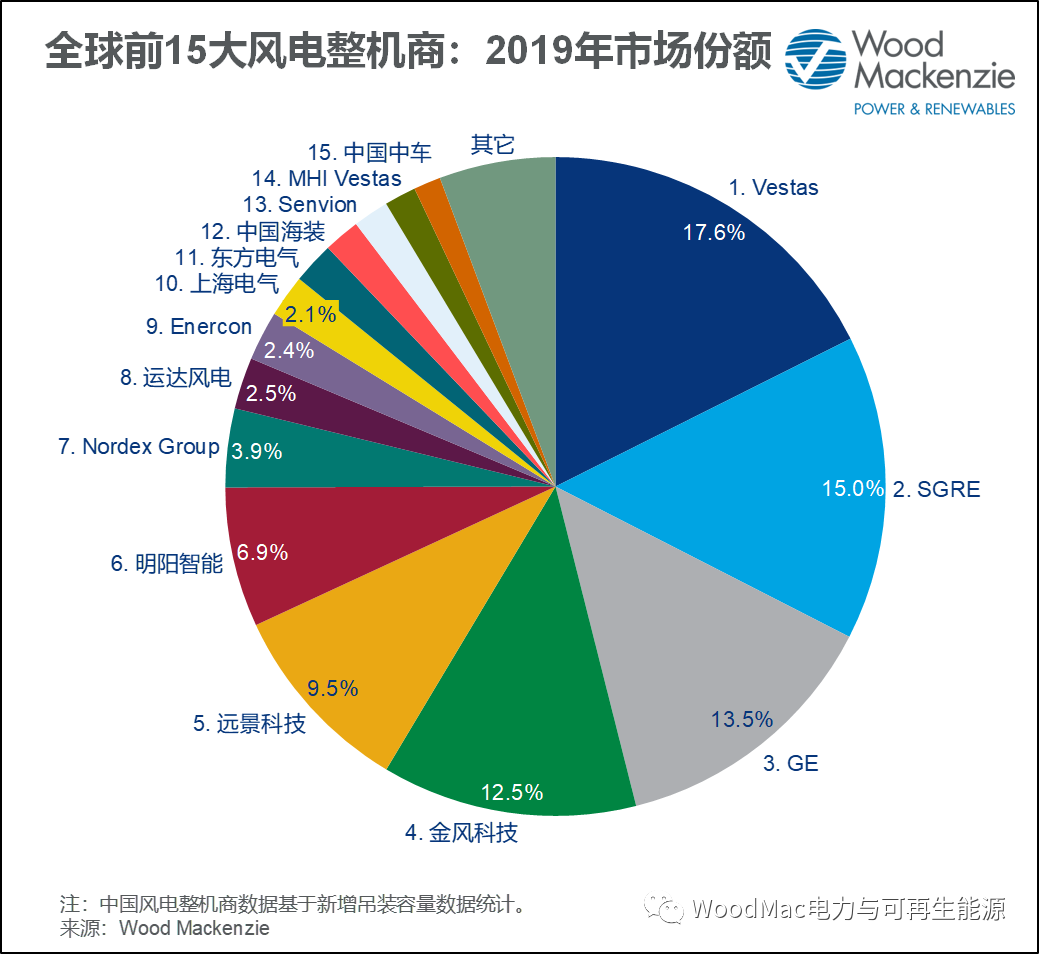 全球前15大风电整机商：2019年市场份额
Wood
Mackenzie
POWER & RENEWABLES
其它
15. 中国中车
14. MHI Vestas
13. Senvion
12. 中国海装
11. 东方电气
10. 上海电气
2.1%
9. Enercon
2.4%
8. 运达风电
2.5%
7. Nordex Group
3.9%
6. 明阳智能
6.9%
5. 远景科技
9.5%
4. 金风科技
12.5%
3. GE
13.5%
2. SGRE
15.0%
1. Vestas
17.6%
注：中国风电整机商数据基于新增吊装容量数据统计。
来源：Wood Mackenzie
WoodMac电力与可再生能源